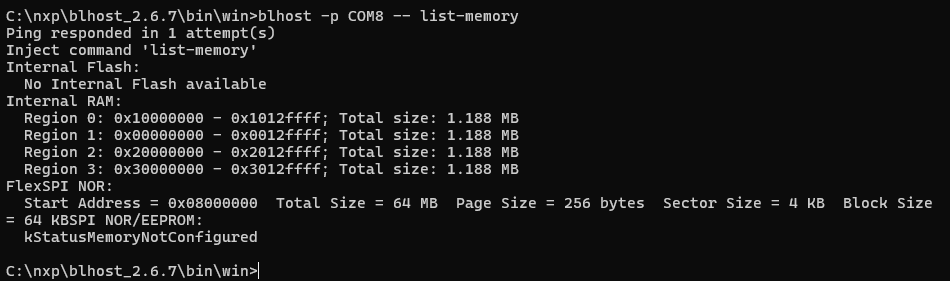 C:\nxp\blhost_2.6.7\bin\win>blhost -p COM8 -- list-memory
Ping responded in 1 attempt(s)
Inject command 'list-memory'
Internal Flash:
  No Internal Flash available
Internal RAM:
  Region 0: 0x10000000 - 0x1012ffff; Total size: 1.188 MB
  Region 1: 0x00000000 - 0x0012ffff; Total size: 1.188 MB
  Region 2: 0x20000000 - 0x2012ffff; Total size: 1.188 MB
  Region 3: 0x30000000 - 0x3012ffff; Total size: 1.188 MB
FlexSPI NOR:
  Start Address = 0x08000000  Total Size = 64 MB  Page Size = 256 bytes  Sector Size = 4 KB  Block Size
= 64 KBSPI NOR/EEPROM:
  kStatusMemoryNotConfigured
C:\nxp\blhost_2.6.7\bin\win>